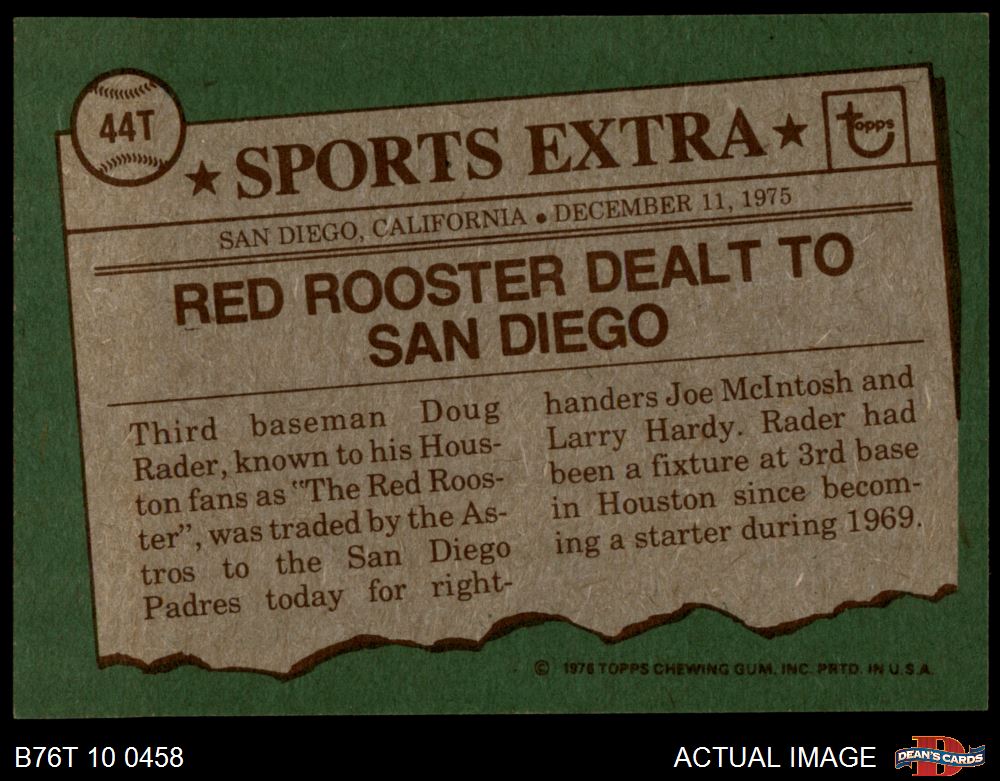 44T
★ SPORTS EXTRA ★
topps
SAN DIEGO, CALIFORNIA • DECEMBER 11, 1975
RED ROOSTER DEALT TO
SAN DIEGO
Third baseman Doug
Rader, known to his Hous-
ton fans as "The Red Roos-
ter", was traded by the As-
tros to the San Diego
Padres today for right-
handers Joe McIntosh and
Larry Hardy. Rader had
been a fixture at 3rd base
in Houston since becom-
ing a starter during 1969.
© 1976 TOPPS CHEWING GUM, INC. PRTD. IN U.S.A.
B76T 10 0458
ACTUAL IMAGE
D
DEAN'S CARDS